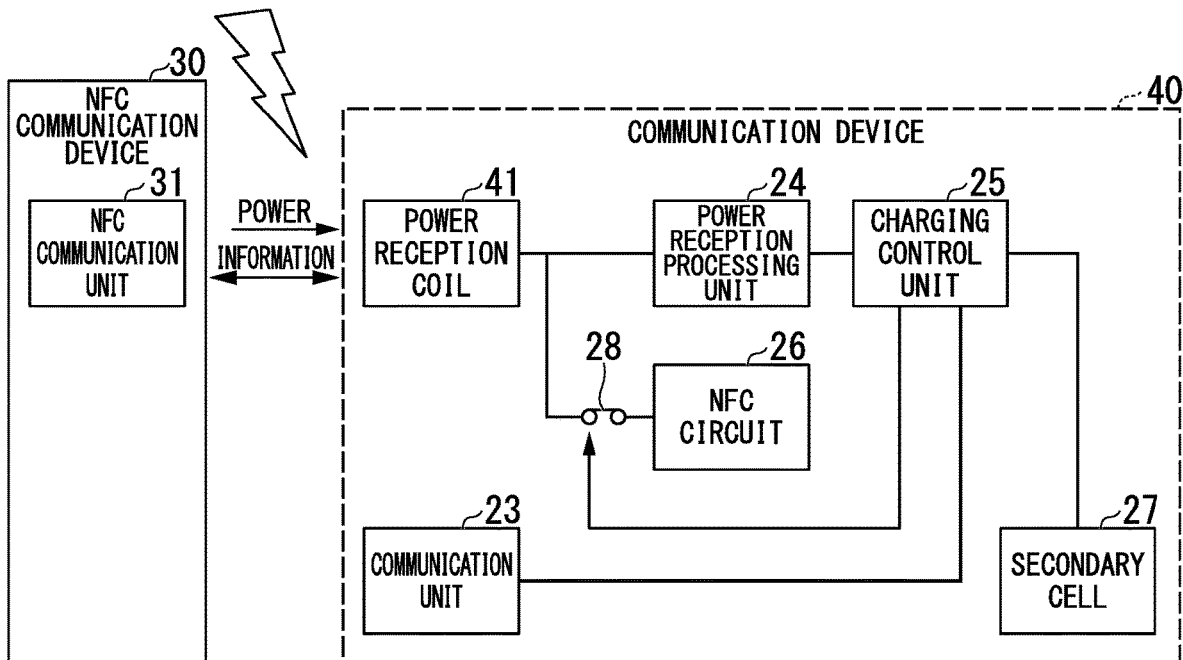 30
NFC
COMMUNICATION
DEVICE
31
NFC
COMMUNICATION
UNIT
POWER
INFORMATION
40
COMMUNICATION DEVICE
41
POWER
RECEPTION
COIL
24
POWER
RECEPTION
PROCESSING
UNIT
25
CHARGING
CONTROL
UNIT
28
26
NFC
CIRCUIT
23
COMMUNICATION
UNIT
27
SECONDARY
CELL